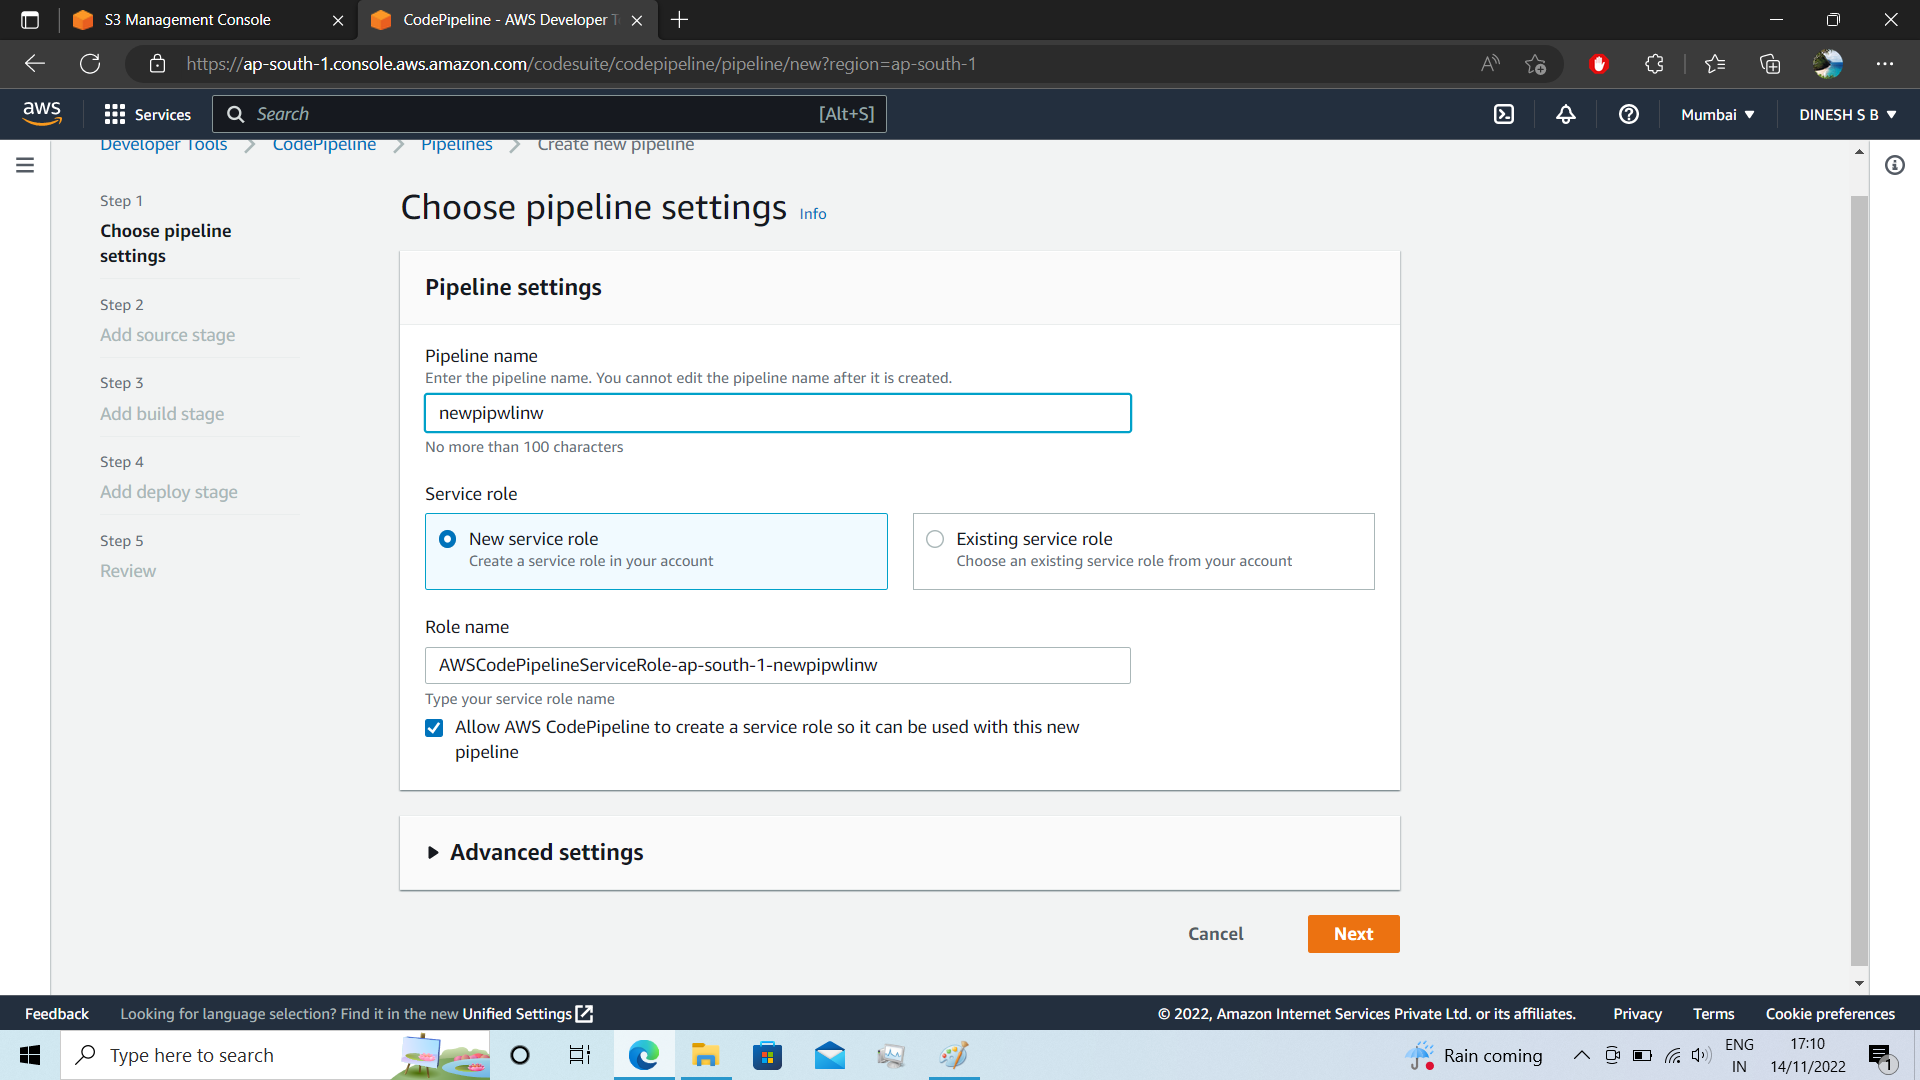 S3 Management Console
CodePipeline - AWS Developer T
https://ap-south-1.console.aws.amazon.com/codesuite/codepipeline/pipeline/new?region=ap-south-1
aws
Services
Search
[Alt+S]
Mumbai
DINESH S B
Developer Tools
CodePipeline
Pipelines
Create new pipeline
Step 1
Choose pipeline
settings
Step 2
Add source stage
Step 3
Add build stage
Step 4
Add deploy stage
Step 5
Review
Choose pipeline settings Info
Pipeline settings
Pipeline name
Enter the pipeline name. You cannot edit the pipeline name after it is created.
newpipwlinw
No more than 100 characters
Service role
New service role
Create a service role in your account
Existing service role
Choose an existing service role from your account
Role name
AWSCodePipelineServiceRole-ap-south-1-newpipwlinw
Type your service role name
Allow AWS CodePipeline to create a service role so it can be used with this new
pipeline
Advanced settings
Cancel
Next
Feedback
Looking for language selection? Find it in the new Unified Settings
© 2022, Amazon Internet Services Private Ltd. or its affiliates.
Privacy
Terms
Cookie preferences
Type here to search
Rain coming
ENG
IN
17:10
14/11/2022
1